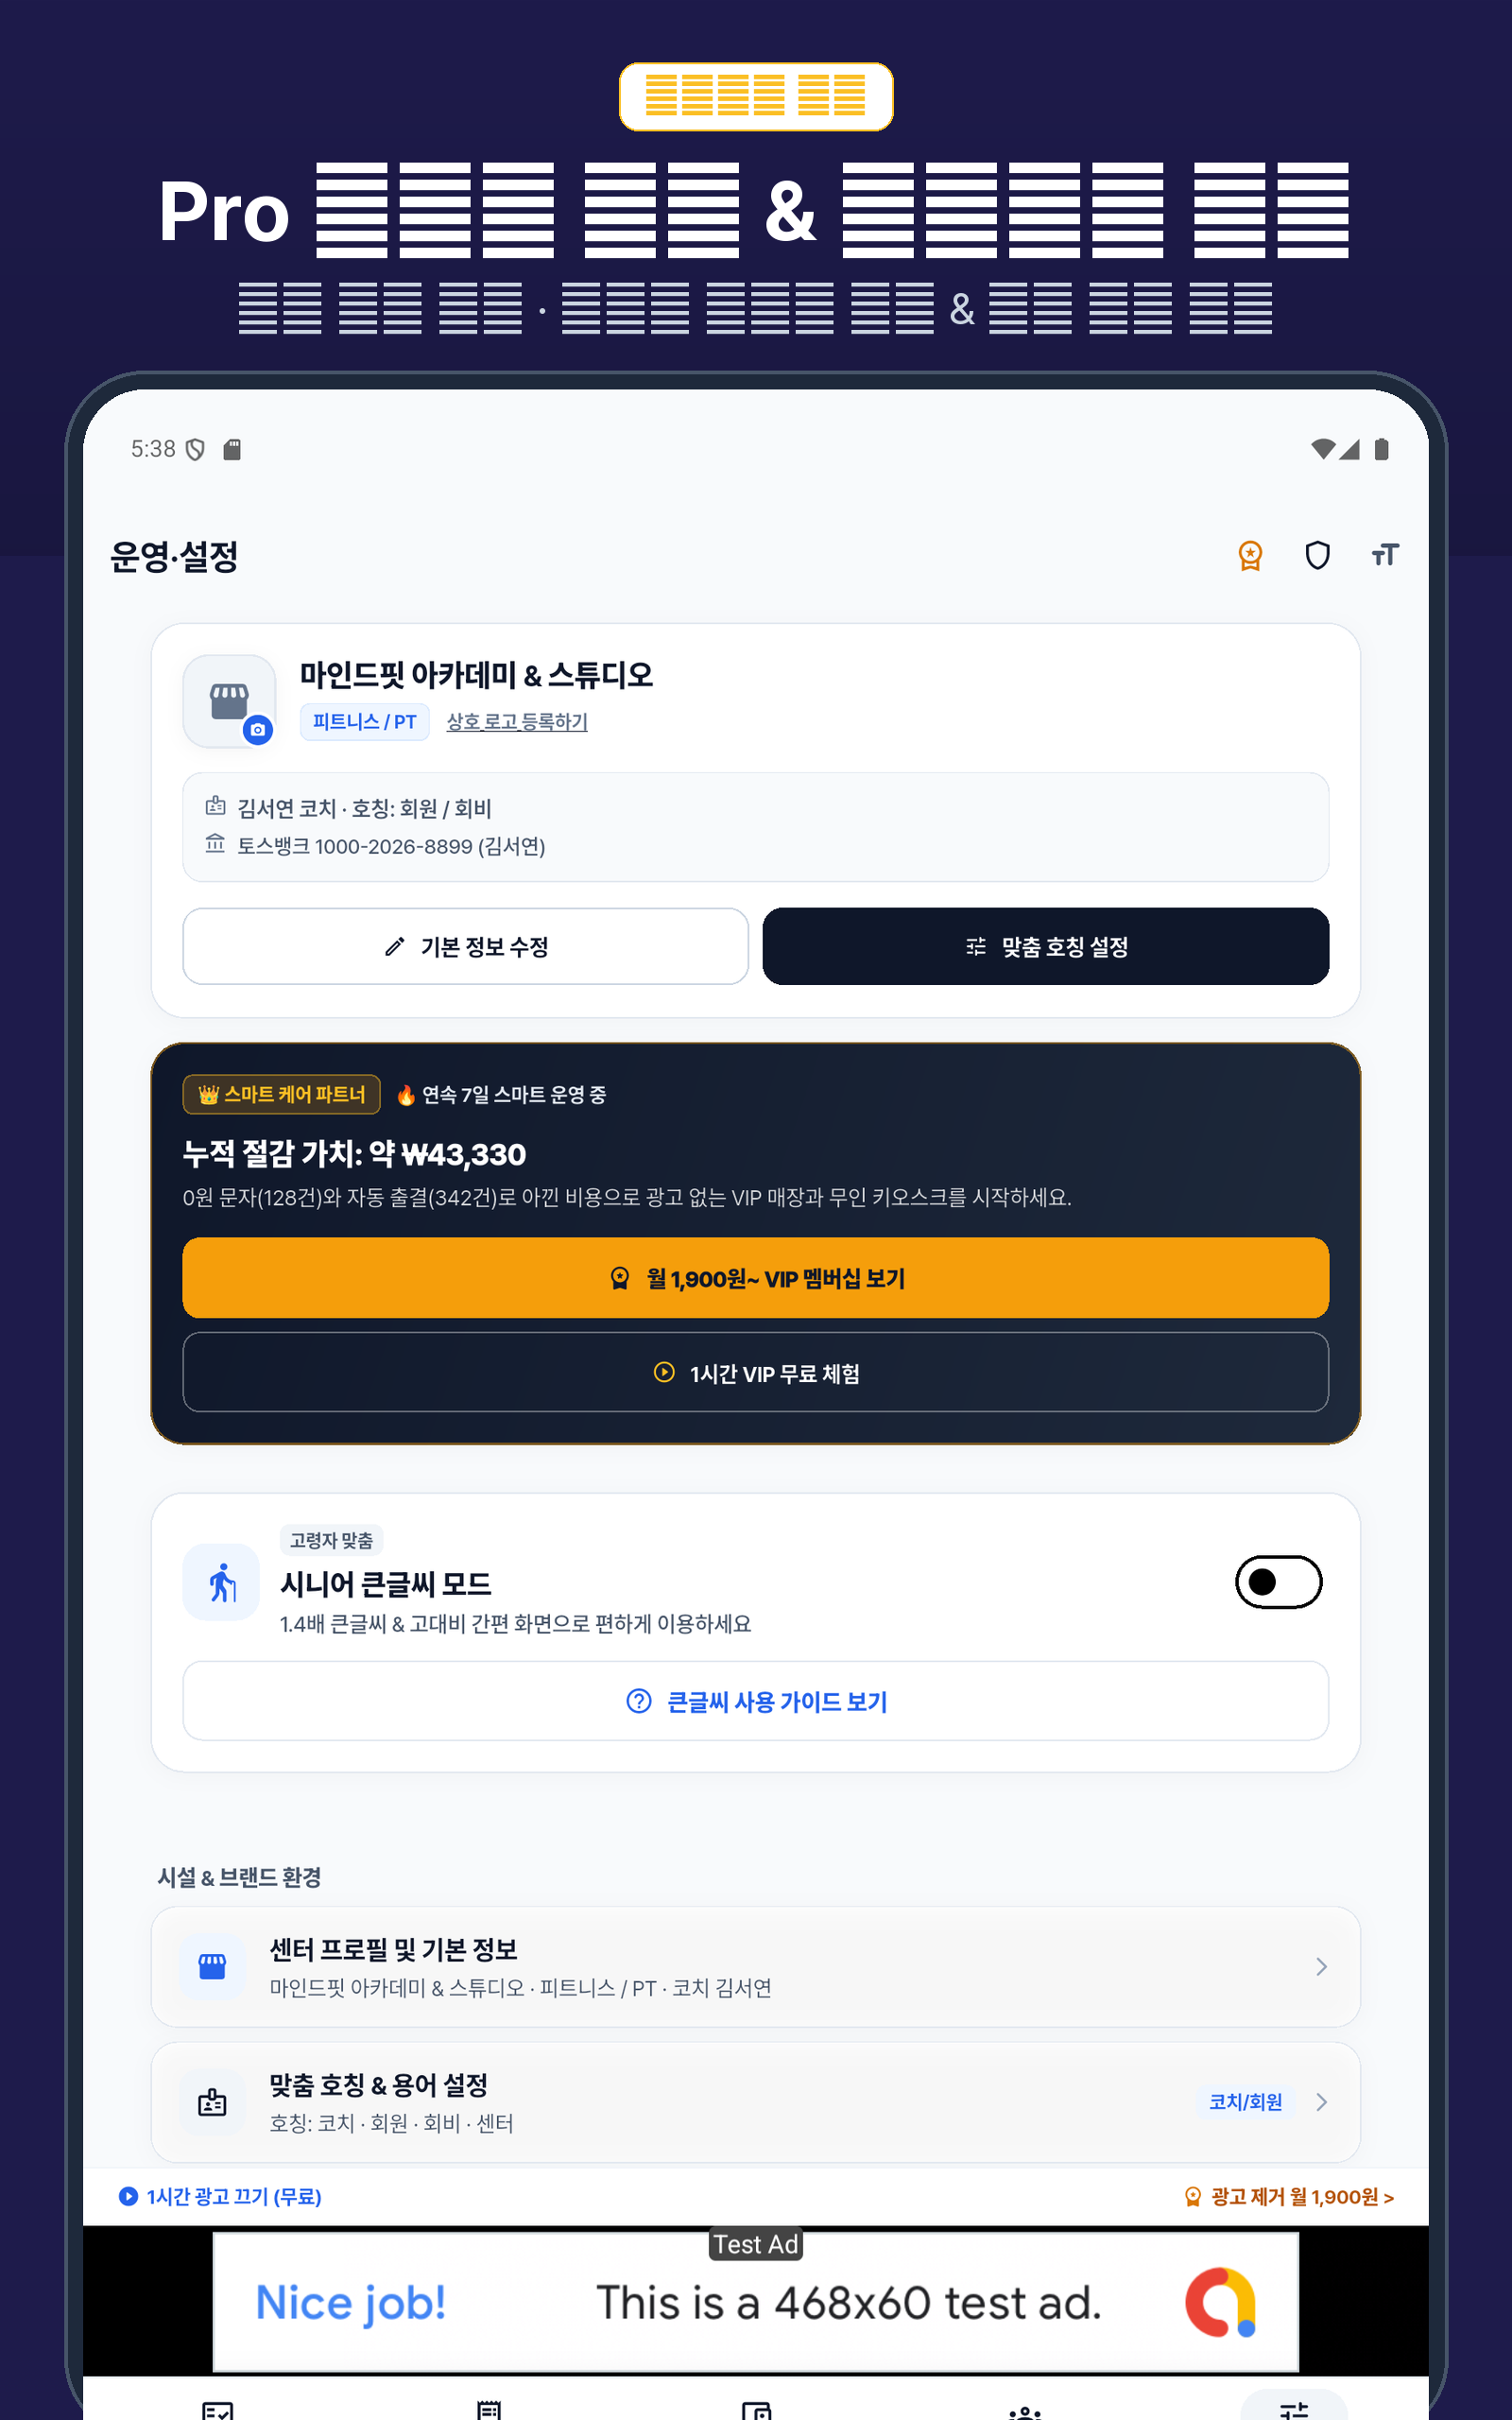 Pro &
· &
5:38
운영·설정
마인드핏 아카데미 & 스튜디오
피트니스 / PT 상호 로고 등록하기
김서연 코치 · 호칭: 회원 / 회비
토스뱅크 1000-2026-8899 (김서연)
기본 정보 수정 맞춤 호칭 설정
👑 스마트 케어 파트너 🔥 연속 7일 스마트 운영 중
누적 절감 가치: 약 ₩43,330
0원 문자(128건)와 자동 출결(342건)로 아낀 비용으로 광고 없는 VIP 매장과 무인 키오스크를 시작하세요.
월 1,900원~ VIP 멤버십 보기
1시간 VIP 무료 체험
고령자 맞춤
시니어 큰글씨 모드
1.4배 큰글씨 & 고대비 간편 화면으로 편하게 이용하세요
큰글씨 사용 가이드 보기
시설 & 브랜드 환경
센터 프로필 및 기본 정보
마인드핏 아카데미 & 스튜디오 · 피트니스 / PT · 코치 김서연
맞춤 호칭 & 용어 설정
호칭: 코치 · 회원 · 회비 · 센터
코치/회원
1시간 광고 끄기 (무료) 광고 제거 월 1,900원 >
Test Ad
Nice job! This is a 468x60 test ad.